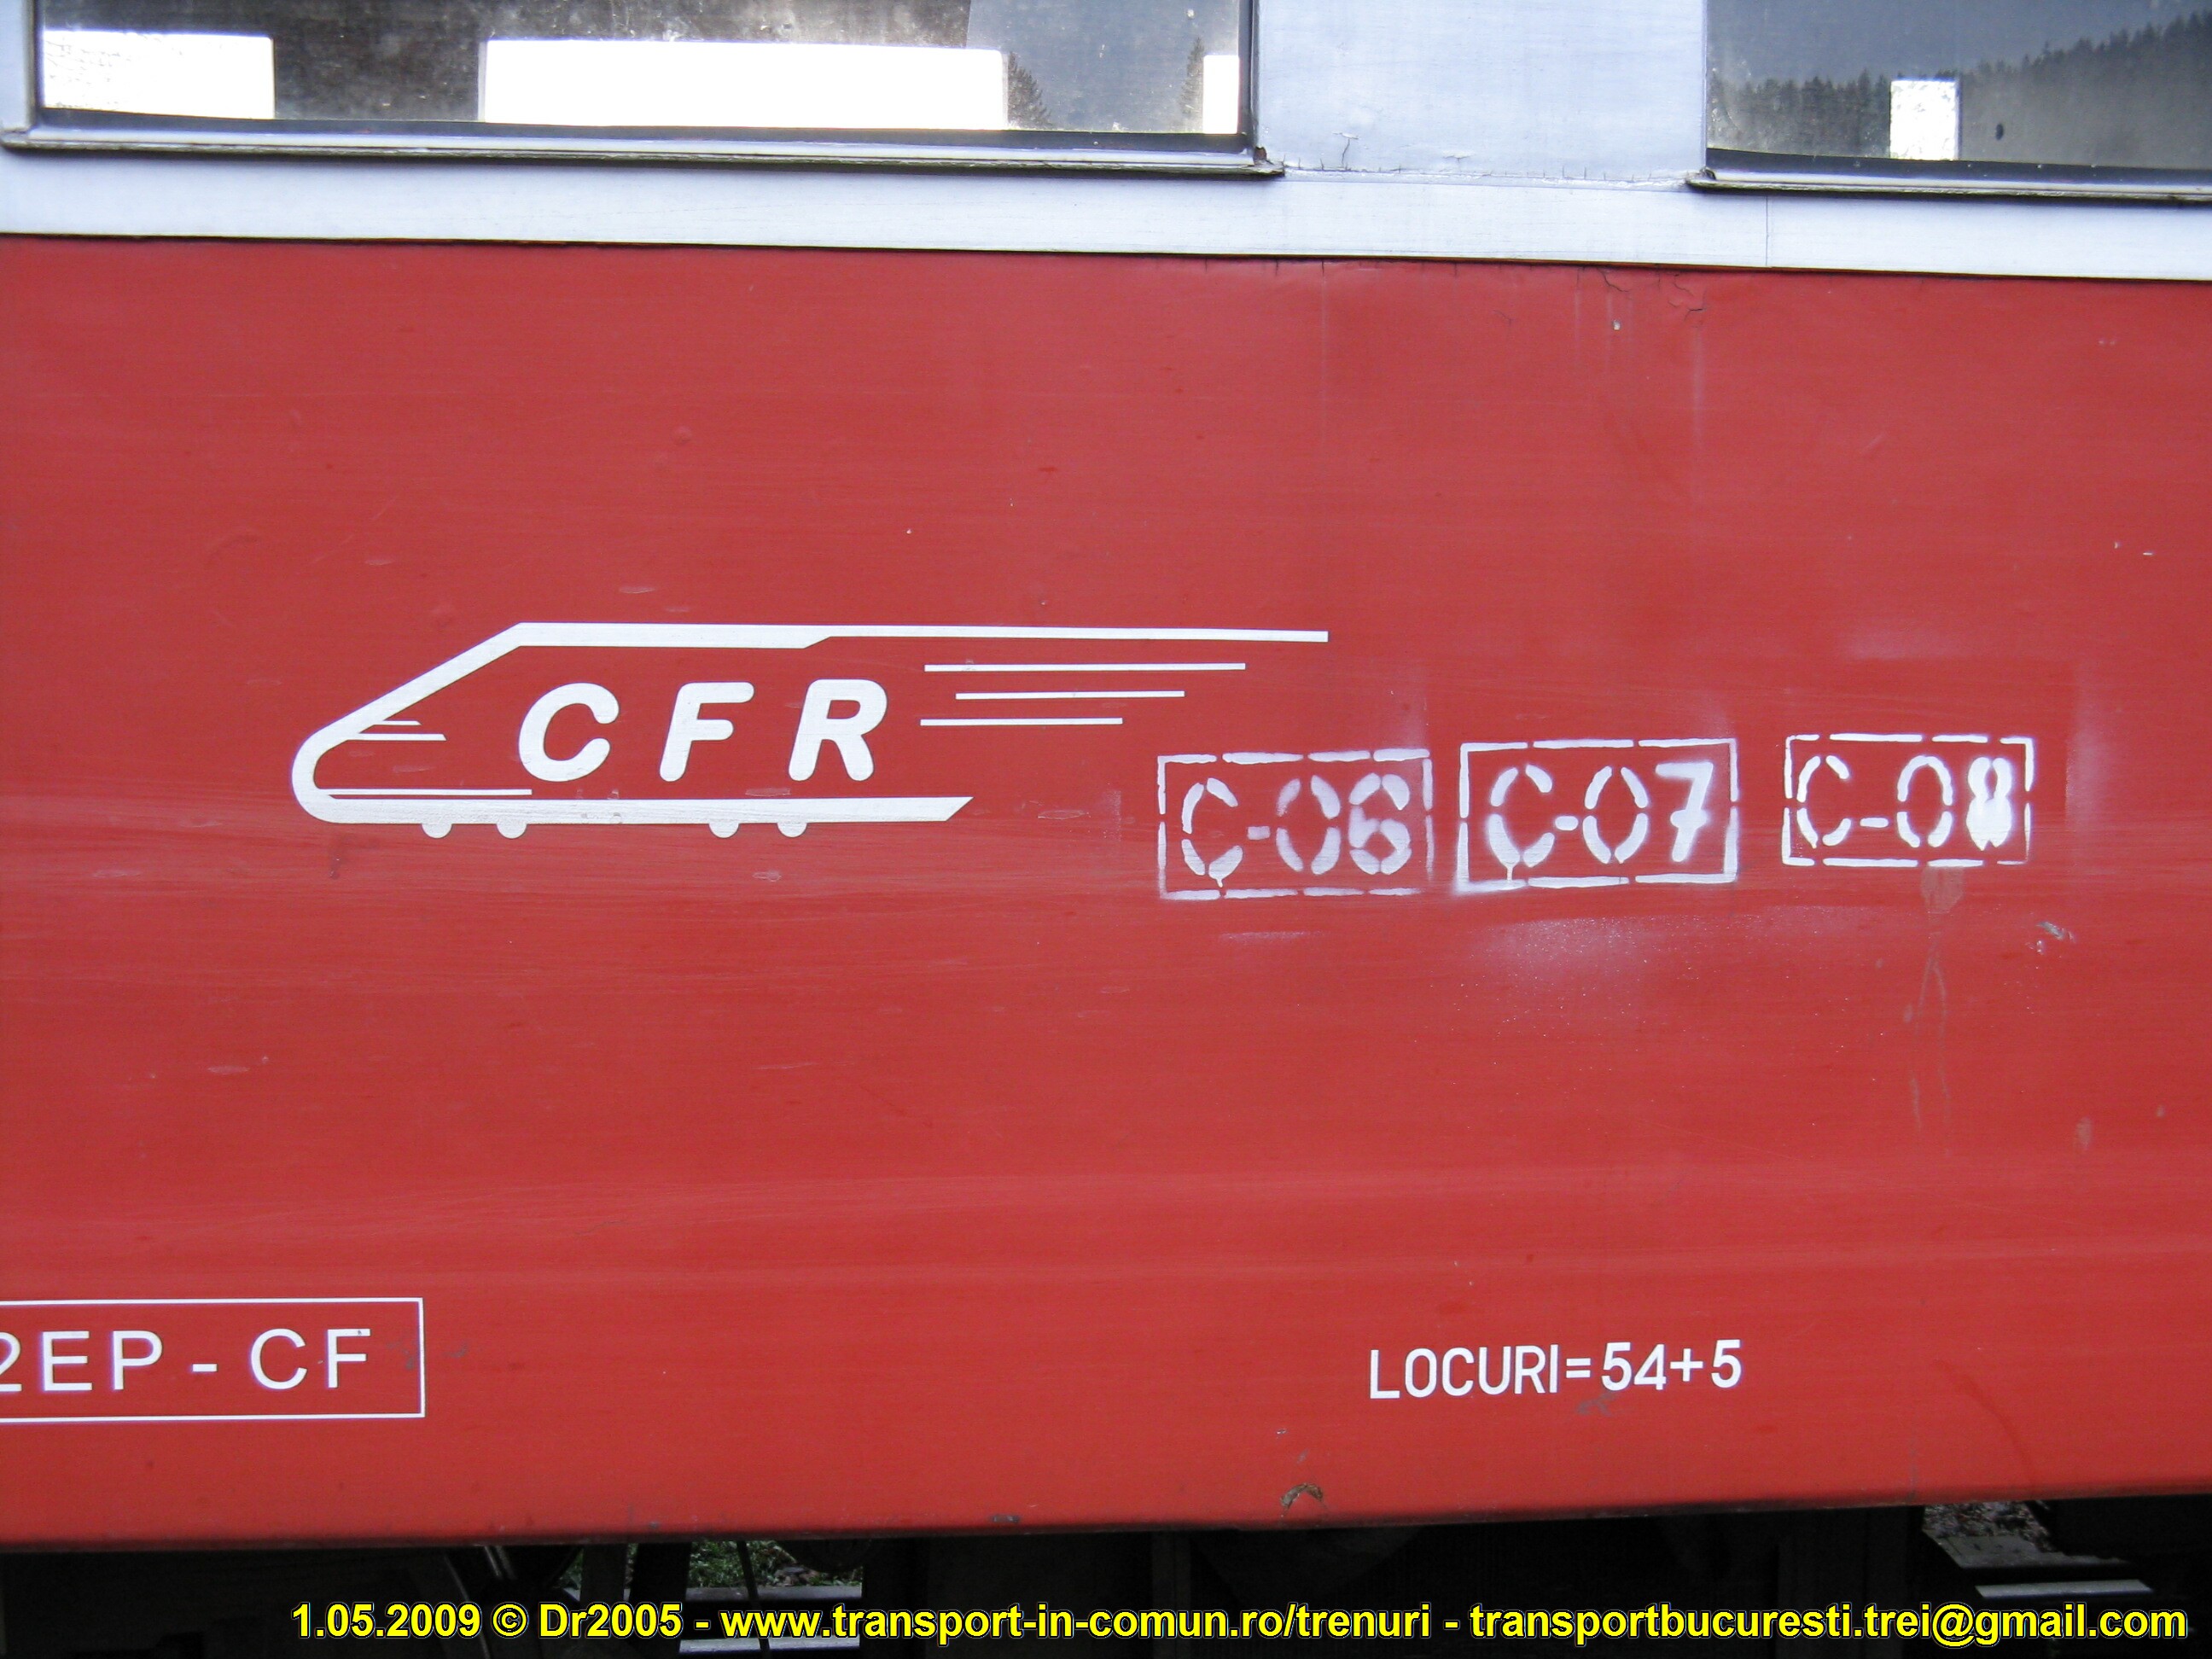 CFR
C-06 C-07 C-08
2EP - CF
LOCURI=54+5
1.05.2009 © Dr2005 - www.transport-in-comun.ro/trenuri - transportbucuresti.trei@gmail.com